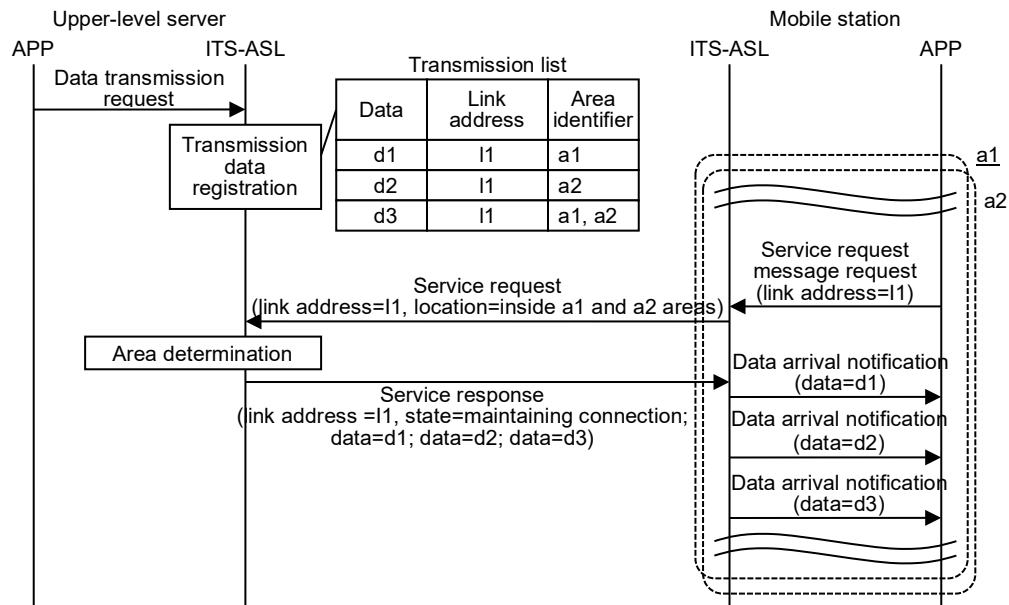 Upper-level server
Mobile station
APP
ITS-ASL
ITS-ASL
APP
Data transmission
request
Transmission
data
registration
Transmission list
Data
Link
address
Area
identifier
d1
l1
a1
d2
l1
a2
d3
l1
a1, a2
a1
a2
Service request
message request
(link address=l1)
Service request
(link address=l1, location=inside a1 and a2 areas)
Area determination
Service response
(link address =l1, state=maintaining connection;
data=d1; data=d2; data=d3)
Data arrival notification
(data=d1)
Data arrival notification
(data=d2)
Data arrival notification
(data=d3)